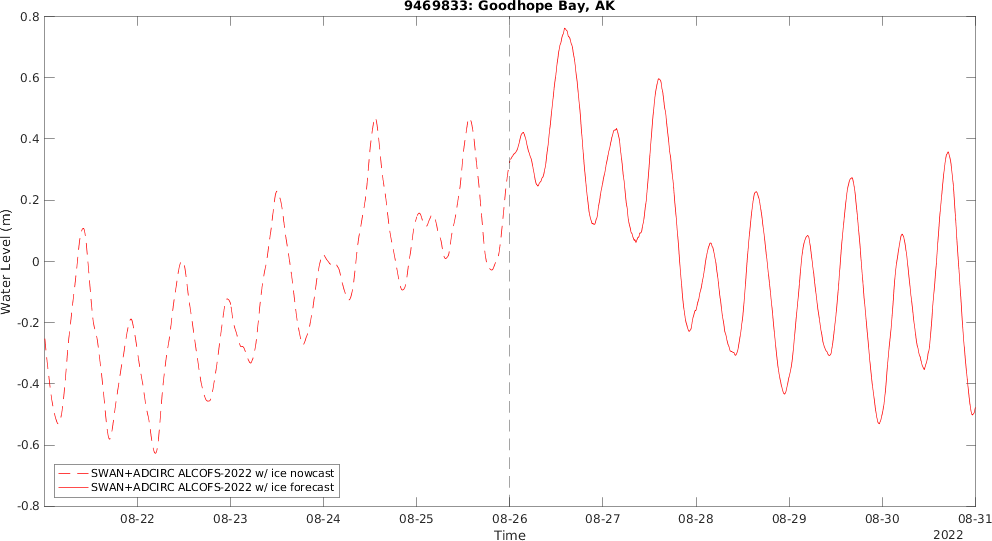 9469833: Goodhope Bay, AK
0.8
0.6
0.4
0.2
0
-0.2
-0.4
-0.6
-0.8
Water Level (m)
SWAN+ADCIRC ALCOFS-2022 w/ ice nowcast
SWAN+ADCIRC ALCOFS-2022 w/ ice forecast
08-22 08-23 08-24 08-25 08-26 08-27 08-28 08-29 08-30 08-31
Time
2022